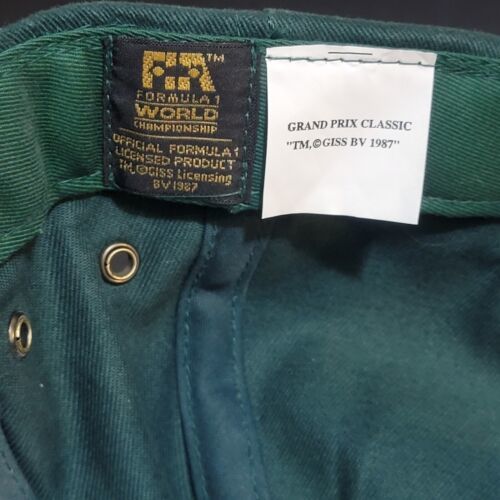 FIA™
FORMULA 1
WORLD
CHAMPIONSHIP
OFFICIAL FORMULA 1
LICENSED PRODUCT
TM,©GISS Licensing
BV 1987
GRAND PRIX CLASSIC
"TM,©GISS BV 1987"